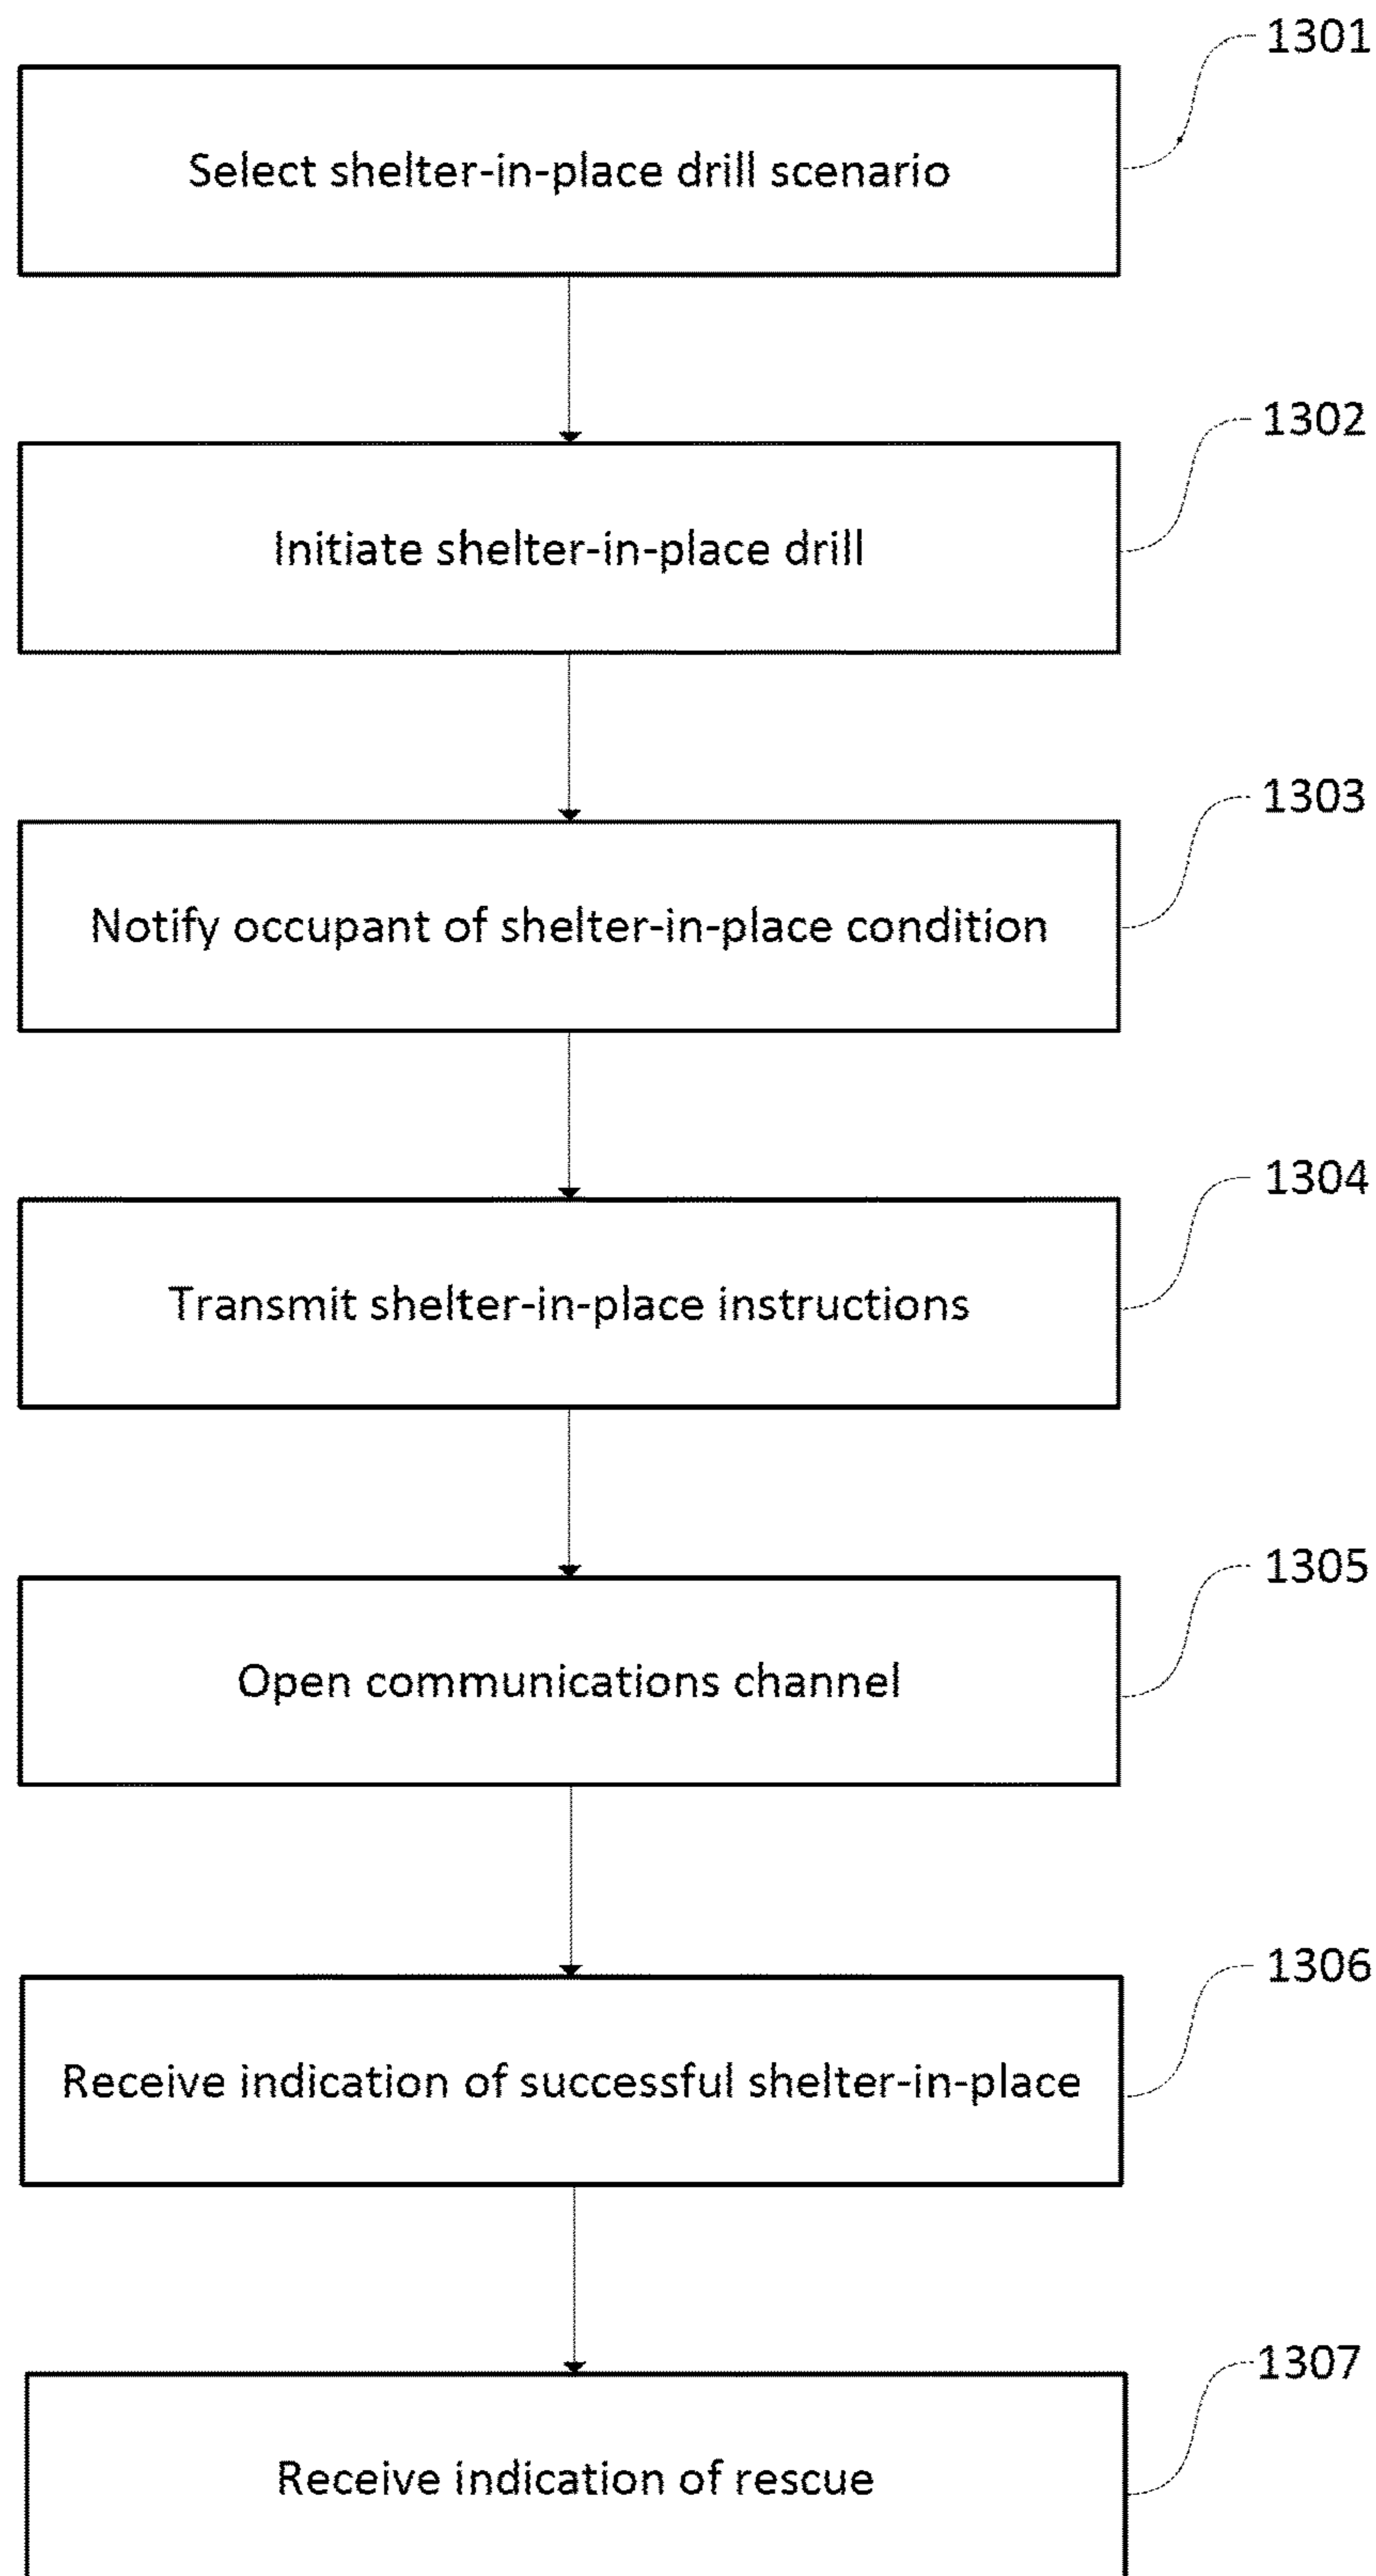 1301
Select shelter-in-place drill scenario
1302
Initiate shelter-in-place drill
1303
Notify occupant of shelter-in-place condition
1304
Transmit shelter-in-place instructions
1305
Open communications channel
1306
Receive indication of successful shelter-in-place
1307
Receive indication of rescue